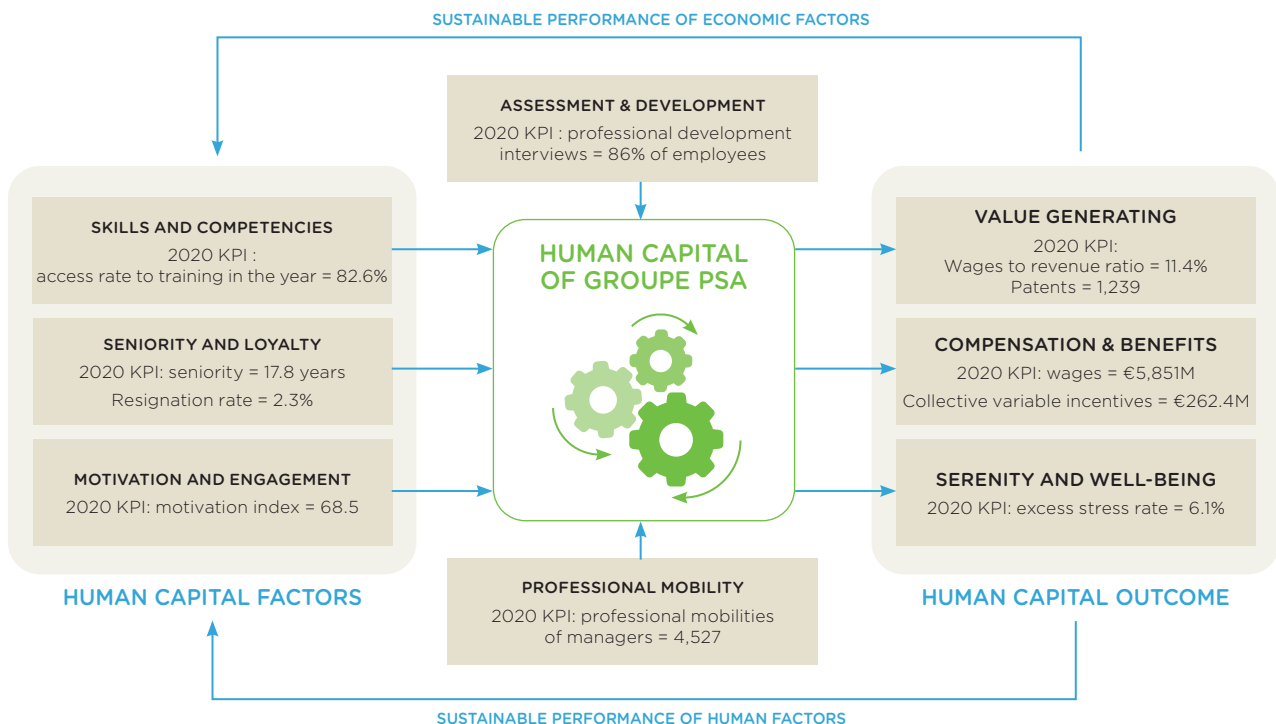 SUSTAINABLE PERFORMANCE OF ECONOMIC FACTORS
ASSESSMENT & DEVELOPMENT
2020 KPI : professional development
interviews = 86% of employees
SKILLS AND COMPETENCIES
2020 KPI :
access rate to training in the year = 82.6%
SENIORITY AND LOYALTY
2020 KPI: seniority = 17.8 years
Resignation rate = 2.3%
MOTIVATION AND ENGAGEMENT
2020 KPI: motivation index = 68.5
HUMAN CAPITAL FACTORS
HUMAN CAPITAL
OF GROUPE PSA
PROFESSIONAL MOBILITY
2020 KPI: professional mobilities
of managers = 4,527
VALUE GENERATING
2020 KPI:
Wages to revenue ratio = 11.4%
Patents = 1,239
COMPENSATION & BENEFITS
2020 KPI: wages = €5,851M
Collective variable incentives = €262.4M
SERENITY AND WELL-BEING
2020 KPI: excess stress rate = 6.1%
HUMAN CAPITAL OUTCOME
SUSTAINABLE PERFORMANCE OF HUMAN FACTORS